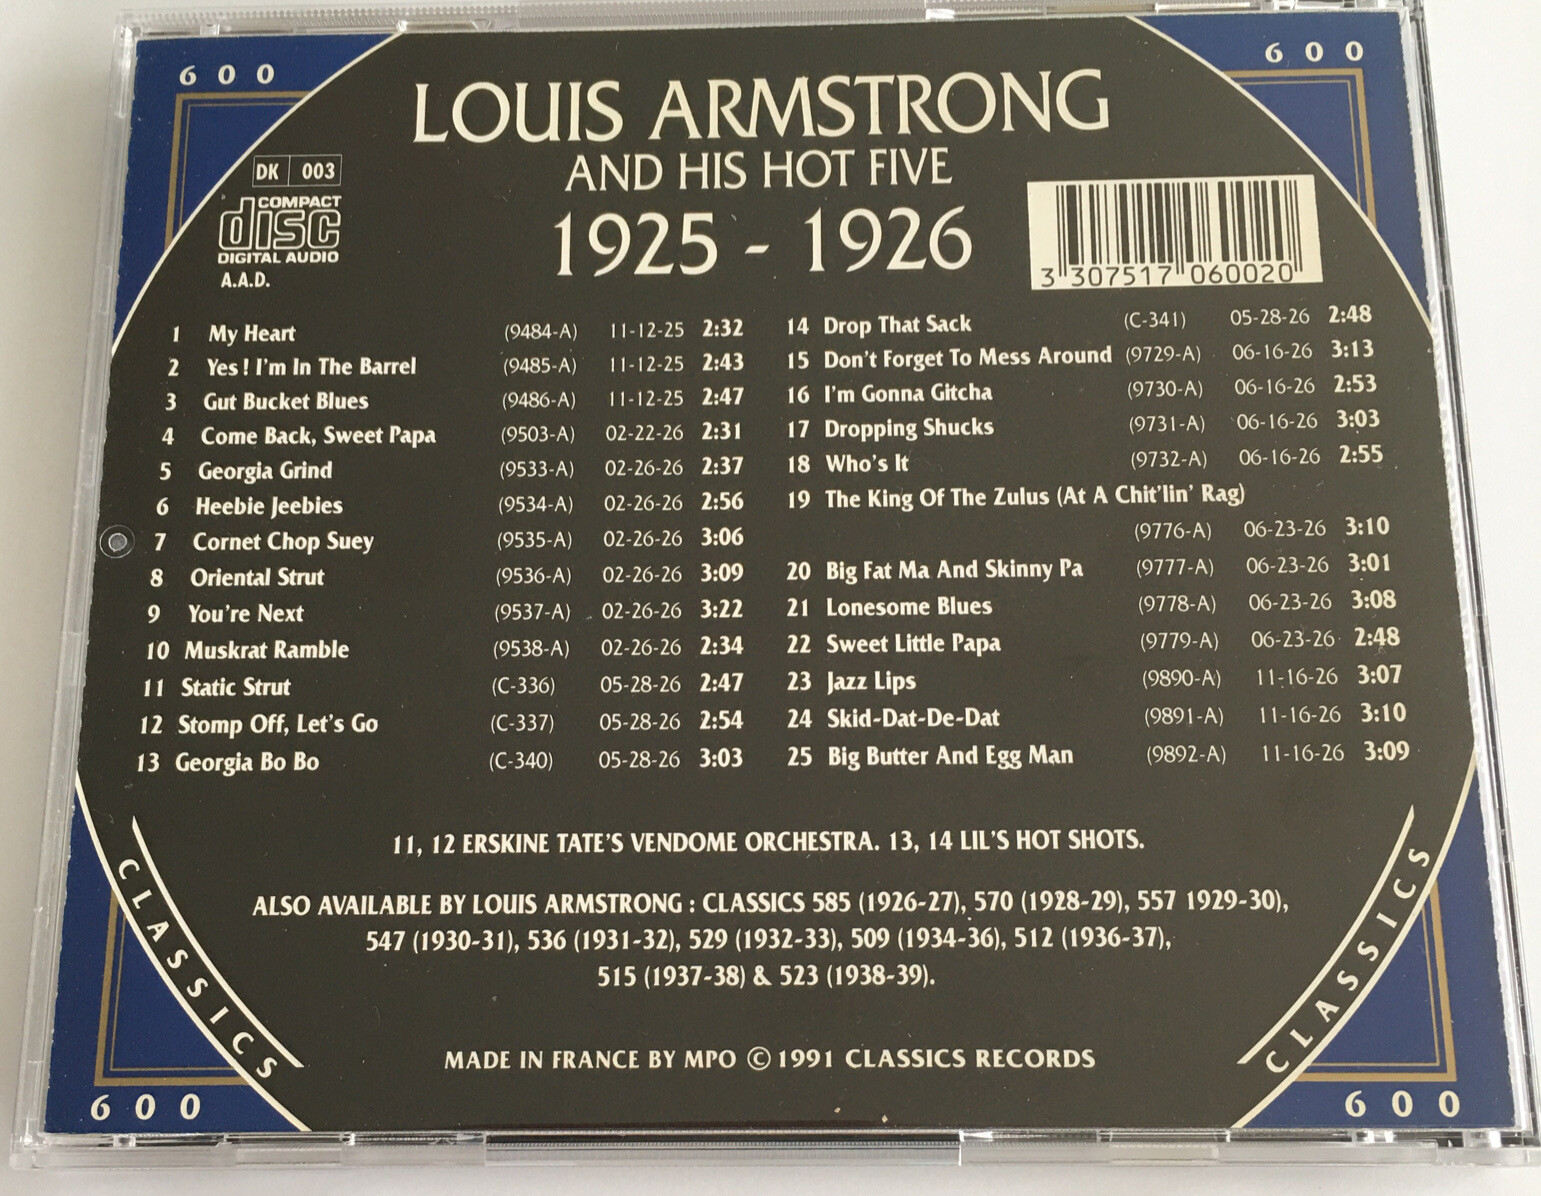 600
600
LOUIS ARMSTRONG
AND HIS HOT FIVE
1925 - 1926
DK 003
COMPACT
disc
DIGITAL AUDIO
A.A.D.
3 307517 060020
1 My Heart (9484-A) 11-12-25 2:32
2 Yes! I'm In The Barrel (9485-A) 11-12-25 2:43
3 Gut Bucket Blues (9486-A) 11-12-25 2:47
4 Come Back, Sweet Papa (9503-A) 02-22-26 2:31
5 Georgia Grind (9533-A) 02-26-26 2:37
6 Heebie Jeebies (9534-A) 02-26-26 2:56
7 Cornet Chop Suey (9535-A) 02-26-26 3:06
8 Oriental Strut (9536-A) 02-26-26 3:09
9 You're Next (9537-A) 02-26-26 3:22
10 Muskrat Ramble (9538-A) 02-26-26 2:34
11 Static Strut (C-336) 05-28-26 2:47
12 Stomp Off, Let's Go (C-337) 05-28-26 2:54
13 Georgia Bo Bo (C-340) 05-28-26 3:03
14 Drop That Sack (C-341) 05-28-26 2:48
15 Don't Forget To Mess Around (9729-A) 06-16-26 3:13
16 I'm Gonna Gitcha (9730-A) 06-16-26 2:53
17 Dropping Shucks (9731-A) 06-16-26 3:03
18 Who's It (9732-A) 06-16-26 2:55
19 The King Of The Zulus (At A Chit'lin' Rag)
(9776-A) 06-23-26 3:10
20 Big Fat Ma And Skinny Pa (9777-A) 06-23-26 3:01
21 Lonesome Blues (9778-A) 06-23-26 3:08
22 Sweet Little Papa (9779-A) 06-23-26 2:48
23 Jazz Lips (9890-A) 11-16-26 3:07
24 Skid-Dat-De-Dat (9891-A) 11-16-26 3:10
25 Big Butter And Egg Man (9892-A) 11-16-26 3:09
11, 12 ERSKINE TATE'S VENDOME ORCHESTRA. 13, 14 LIL'S HOT SHOTS.
ALSO AVAILABLE BY LOUIS ARMSTRONG : CLASSICS 585 (1926-27), 570 (1928-29), 557 1929-30),
547 (1930-31), 536 (1931-32), 529 (1932-33), 509 (1934-36), 512 (1936-37),
515 (1937-38) & 523 (1938-39).
MADE IN FRANCE BY MPO © 1991 CLASSICS RECORDS
CLASSICS
CLASSICS
600
600